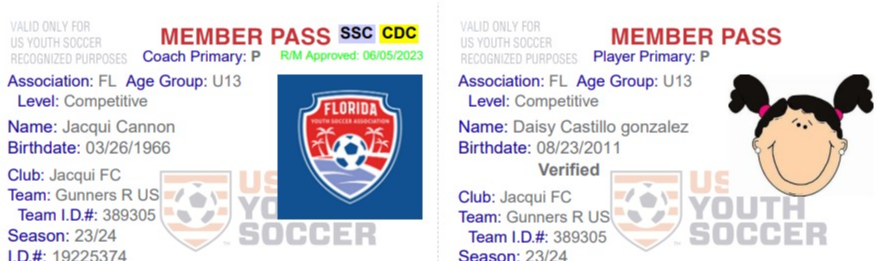 VALID ONLY FOR
US YOUTH SOCCER
RECOGNIZED PURPOSES
MEMBER PASS SSC CDC
Coach Primary: P
R/M Approved: 06/05/2023
Association: FL Age Group: U13
Level: Competitive
Name: Jacqui Cannon
Birthdate: 03/26/1966
Club: Jacqui FC
Team: Gunners R US
Team I.D.#: 389305
Season: 23/24
I.D.#: 19225374
FLORIDA
YOUTH SOCCER ASSOCIATION
US
YOUTH
SOCCER
VALID ONLY FOR
US YOUTH SOCCER
RECOGNIZED PURPOSES
MEMBER PASS
Player Primary: P
Association: FL Age Group: U13
Level: Competitive
Name: Daisy Castillo gonzalez
Birthdate: 08/23/2011
Verified
Club: Jacqui FC
Team: Gunners R US
Team I.D.#: 389305
Season: 23/24
US
YOUTH
SOCCER